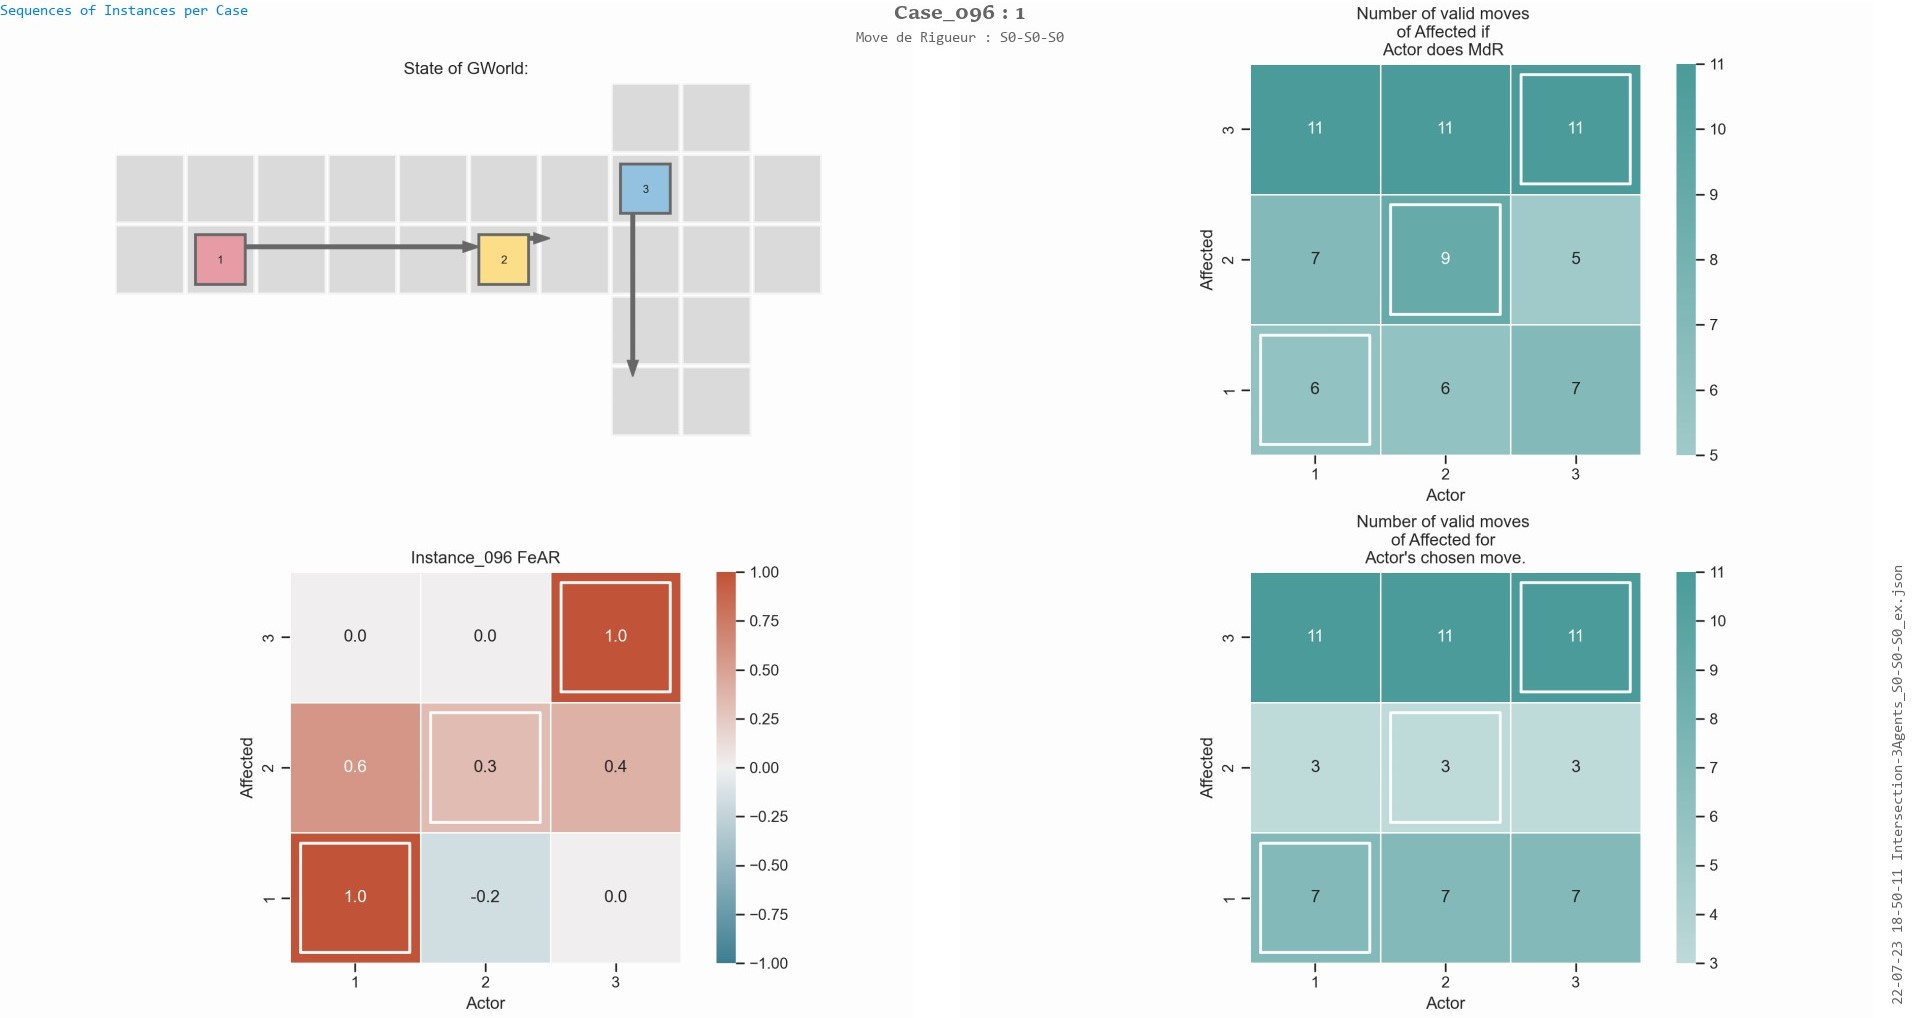 Sequences of Instances per Case
Case_096 : 1
Move de Rigueur : S0-S0-S0
State of GWorld:
3
1
2
Number of valid moves
of Affected if
Actor does MdR
Affected
3
2
1
11 11 11
7 9 5
6 6 7
1 2 3
Actor
11
10
9
8
7
6
5
Instance_096 FeAR
Affected
3
2
1
0.0 0.0 1.0
0.6 0.3 0.4
1.0 -0.2 0.0
1 2 3
Actor
1.00
0.75
0.50
0.25
0.00
−0.25
−0.50
−0.75
−1.00
Number of valid moves
of Affected for
Actor's chosen move.
Affected
3
2
1
11 11 11
3 3 3
7 7 7
1 2 3
Actor
11
10
9
8
7
6
5
4
3
22-07-23 18-50-11 Intersection-3Agents_S0-S0-S0_ex.json